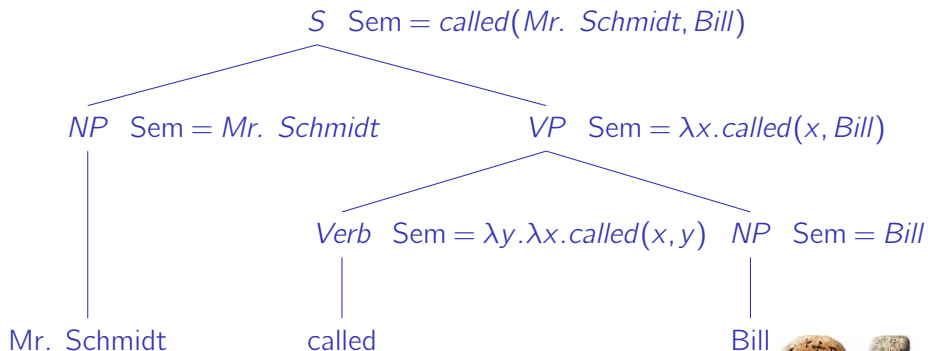 S Sem = called(Mr. Schmidt, Bill)
NP Sem = Mr. Schmidt VP Sem = λx.called(x, Bill)
Verb Sem = λy.λx.called(x, y) NP Sem = Bill
Mr. Schmidt called Bill